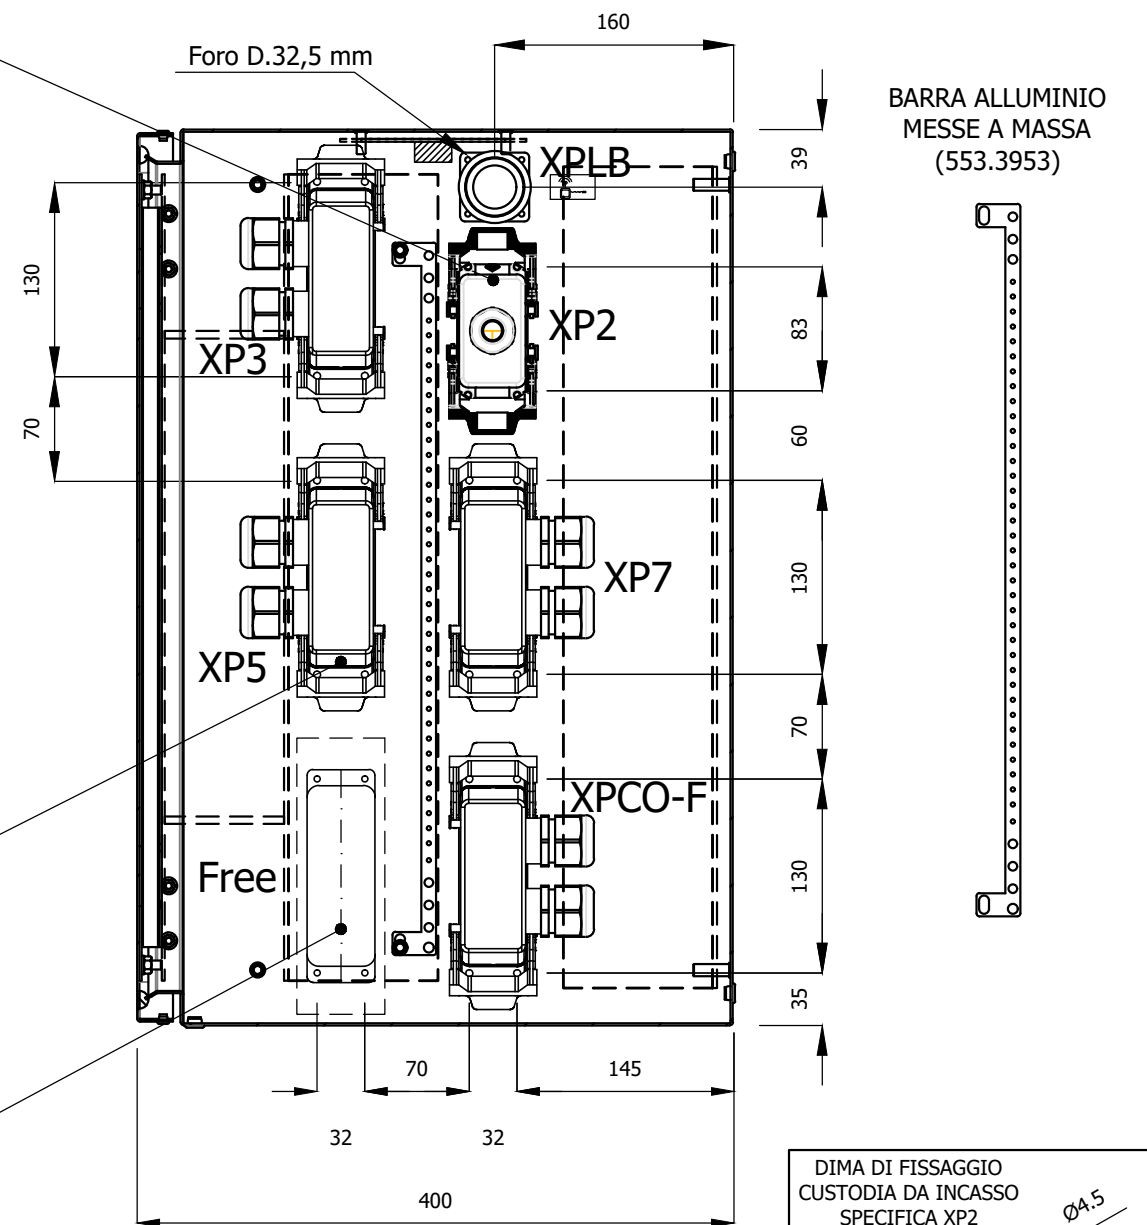 160
Foro D.32,5 mm
BARRA ALLUMINIO
MESSE A MASSA
(553.3953)
39
XPLB
130
83
XP2
XP3
70
60
XP7
130
XP5
70
XPCO-F
Free
130
35
70
145
32
32
400
DIMA DI FISSAGGIO
CUSTODIA DA INCASSO
SPECIFICA XP2
Ø4.5